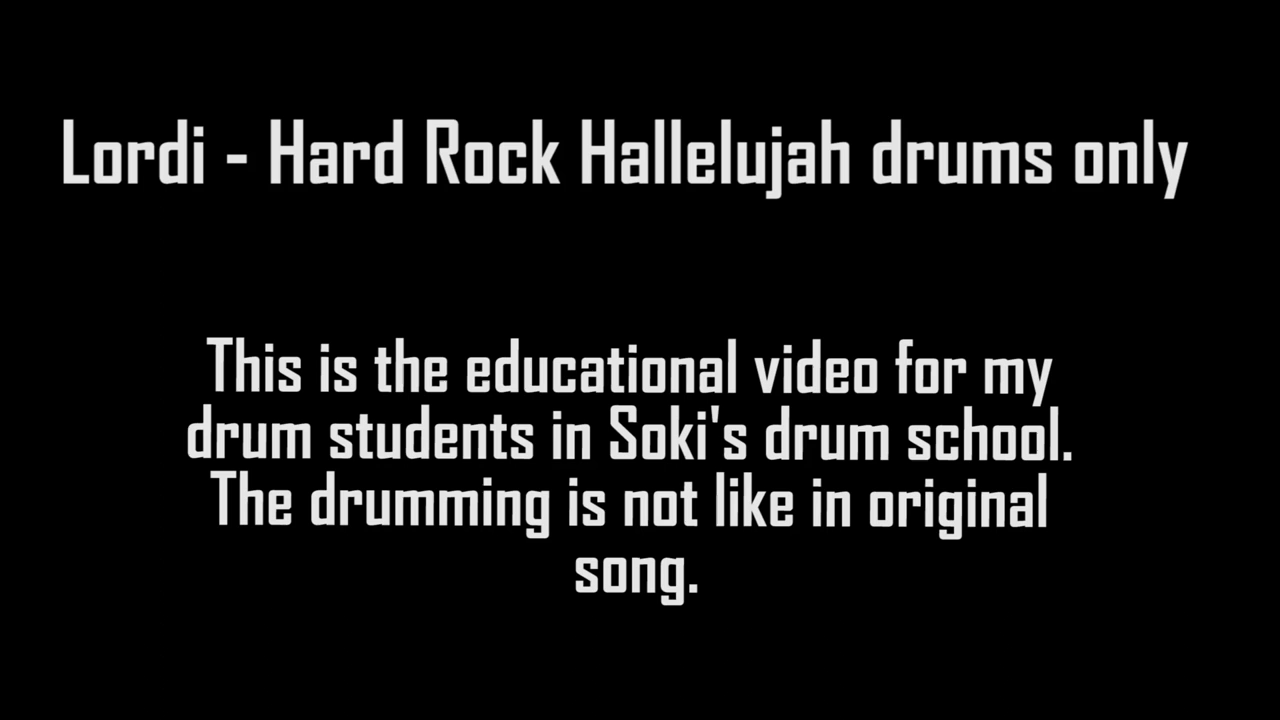 Lordi - Hard Rock Hallelujah drums only
This is the educational video for my
drum students in Soki's drum school.
The drumming is not like in original
song.